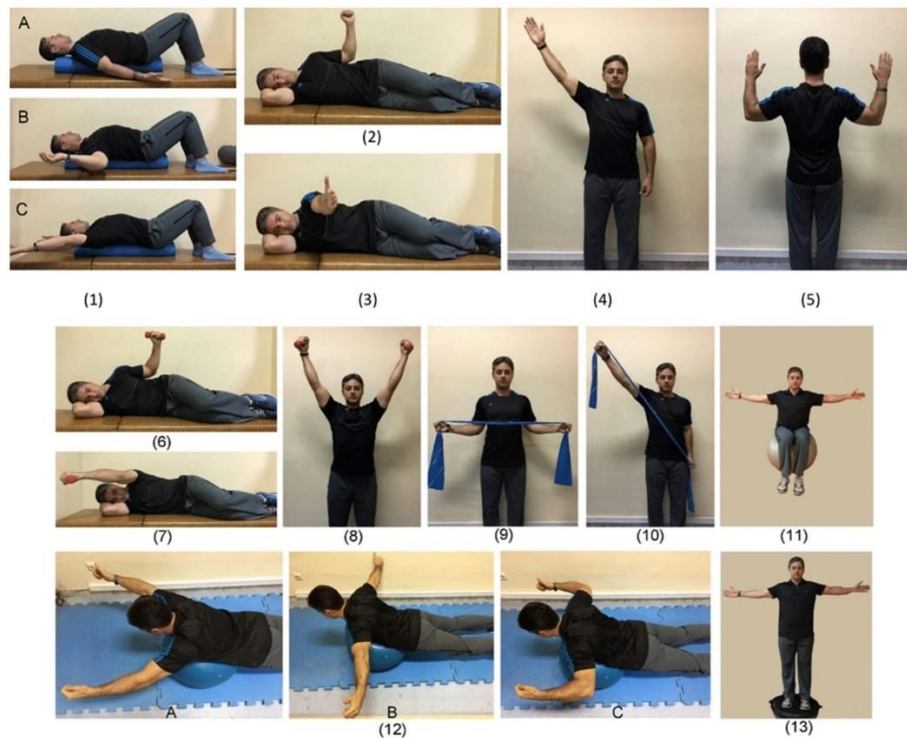 A
B
C
(1)
(2)
(3)
(4)
(5)
(6)
(7)
(8)
(9)
(10)
(11)
A
B
C
(12)
(13)